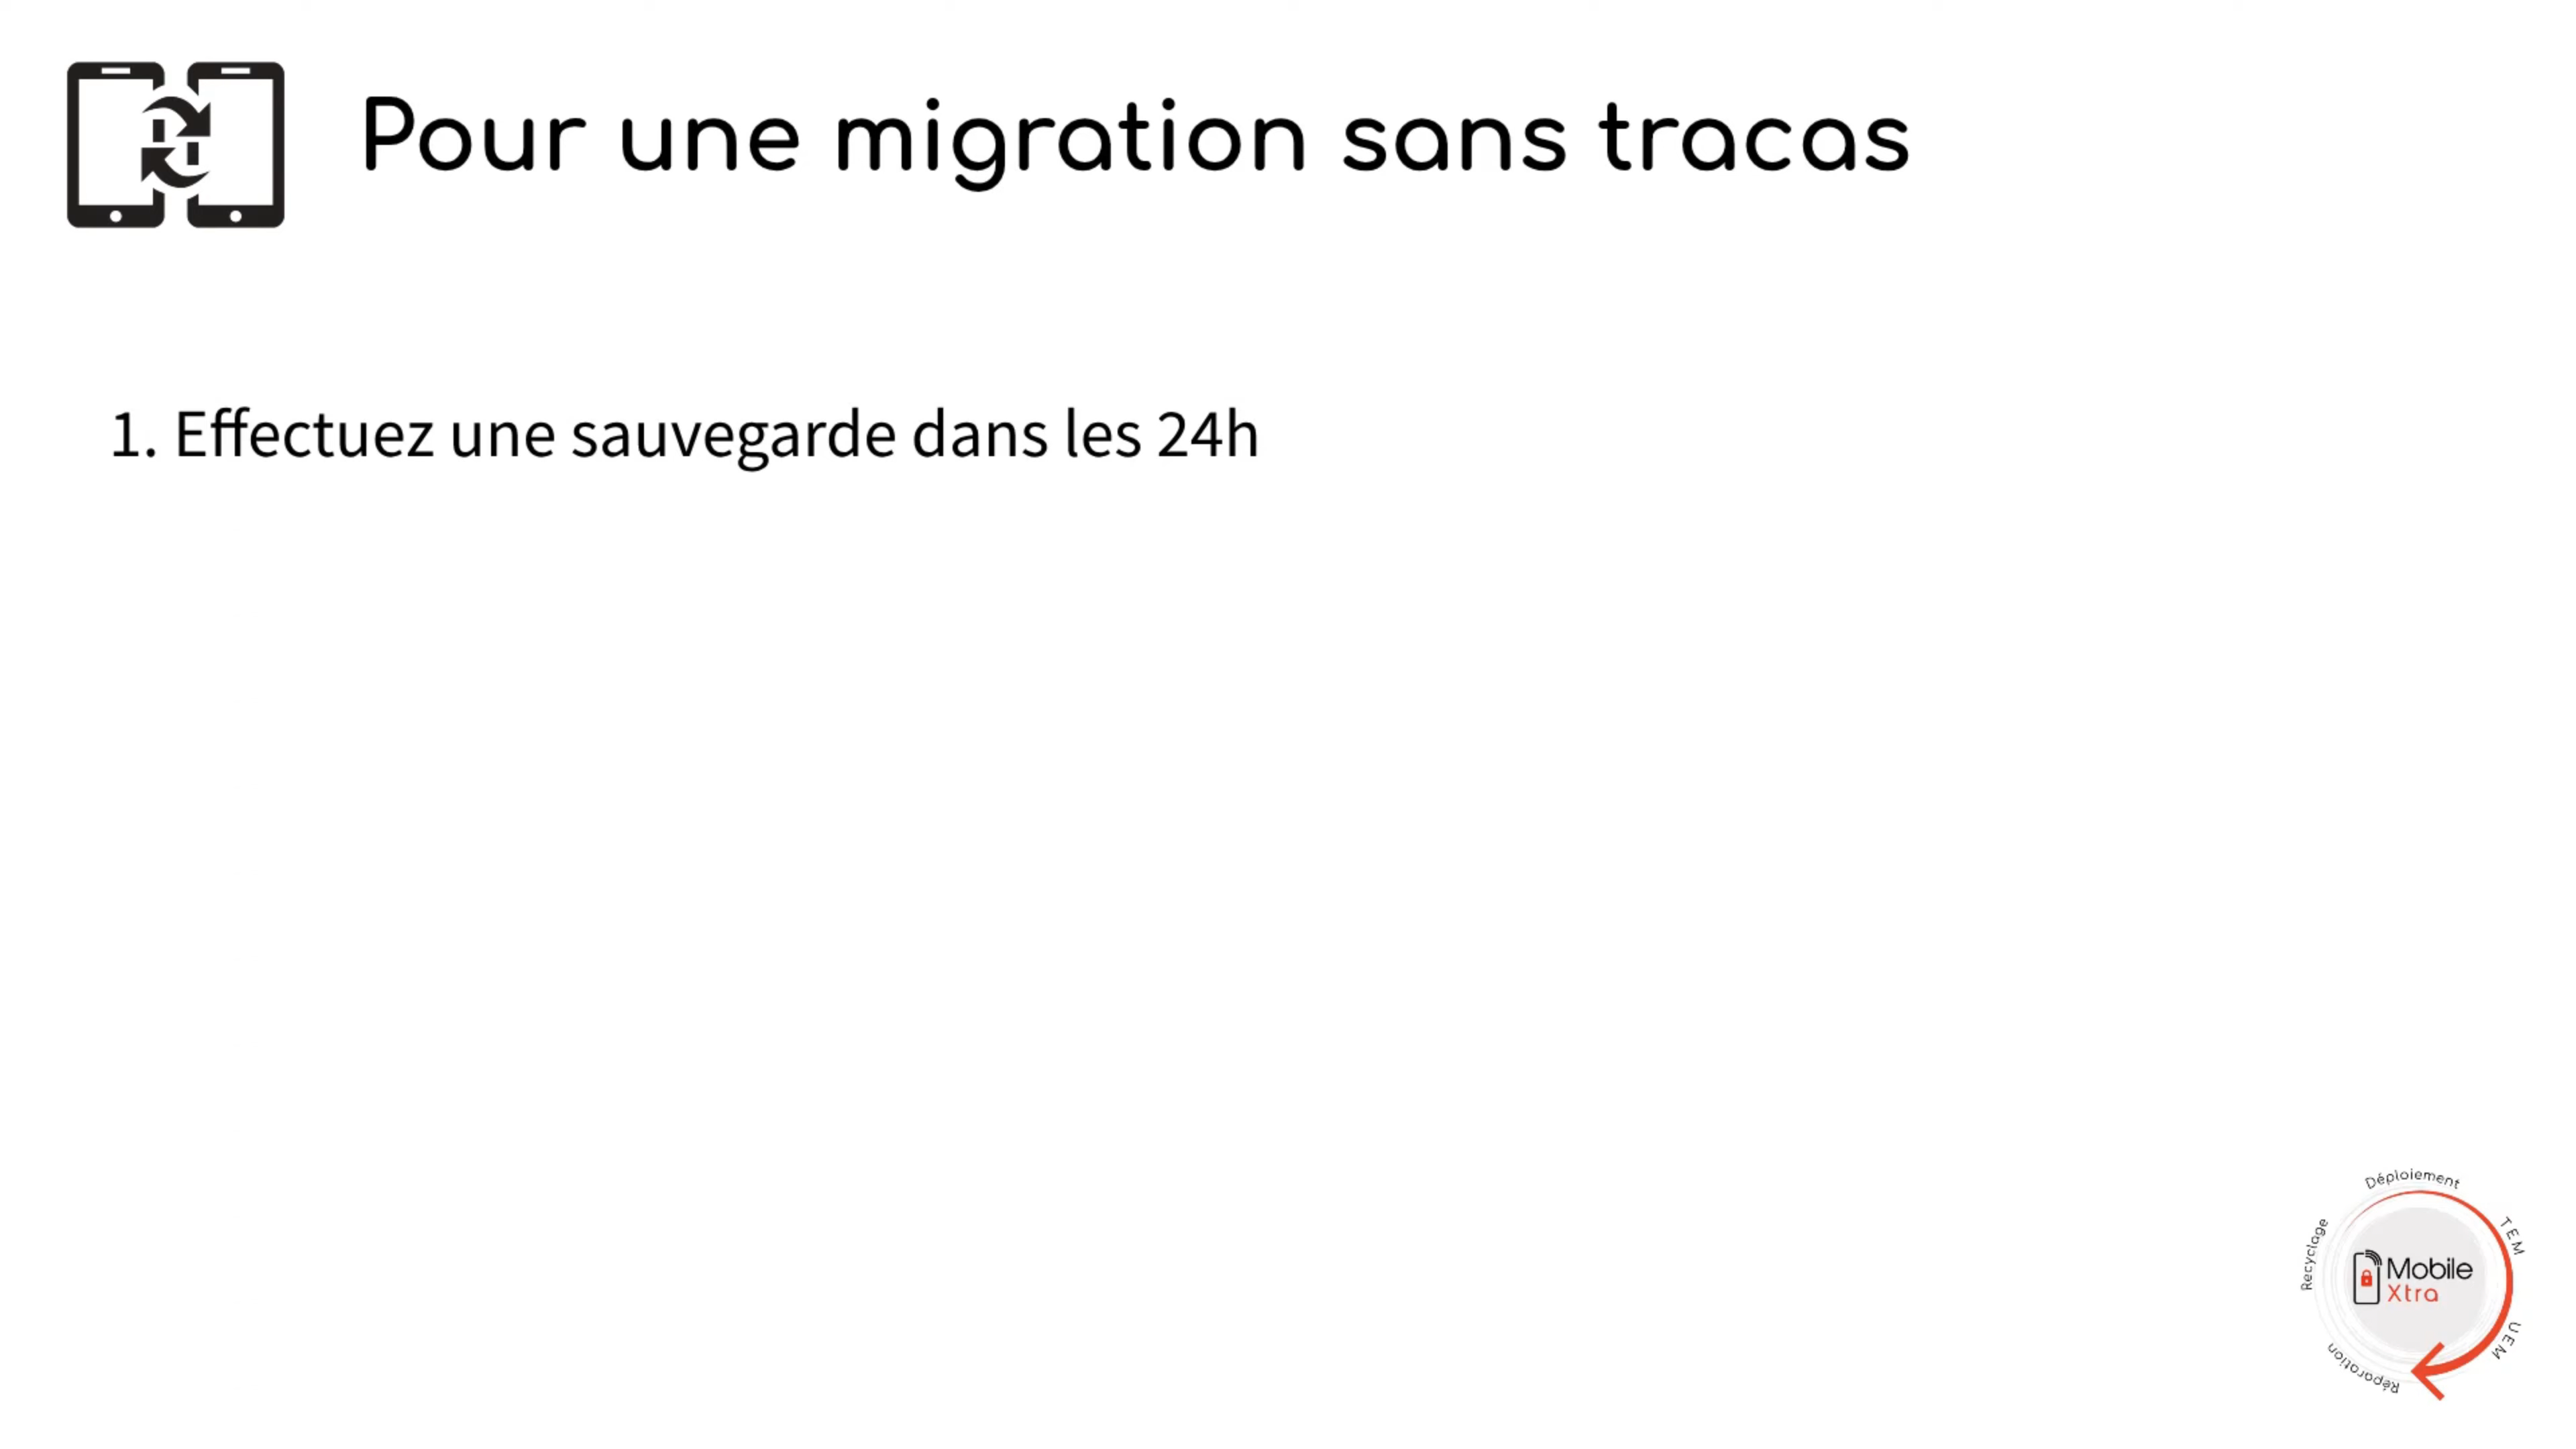 Pour une migration sans tracas
1. Effectuez une sauvegarde dans les 24h
Déploiement
TEM
UEM
Réparation
Recyclage
Mobile
Xtra